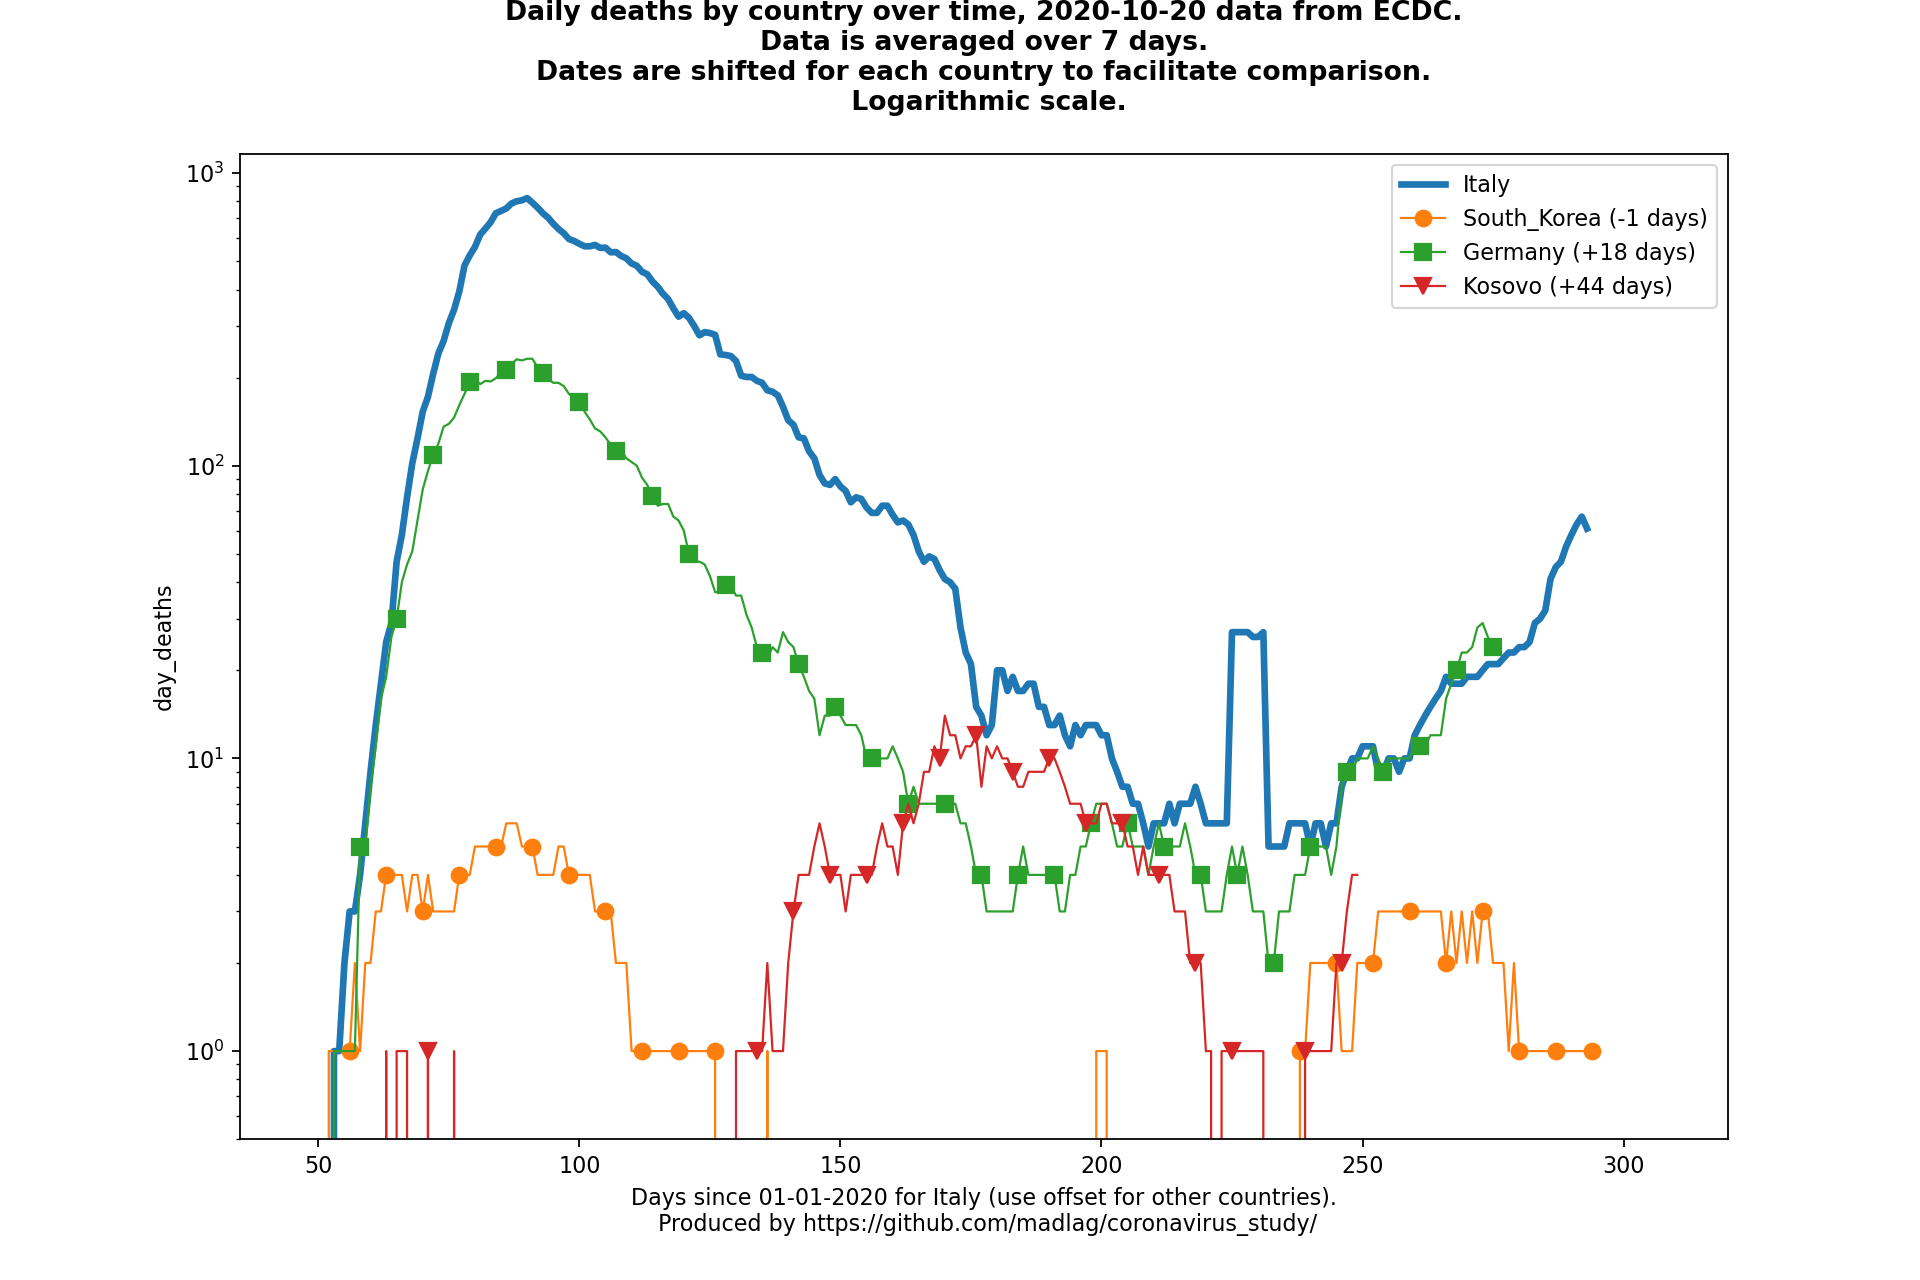 Daily deaths by country over time, 2020-10-20 data from ECDC.
Data is averaged over 7 days.
Dates are shifted for each country to facilitate comparison.
Logarithmic scale.
10³
10²
10¹
10⁰
day_deaths
Italy
South_Korea (-1 days)
Germany (+18 days)
Kosovo (+44 days)
50 100 150 200 250 300
Days since 01-01-2020 for Italy (use offset for other countries).
Produced by https://github.com/madlag/coronavirus_study/